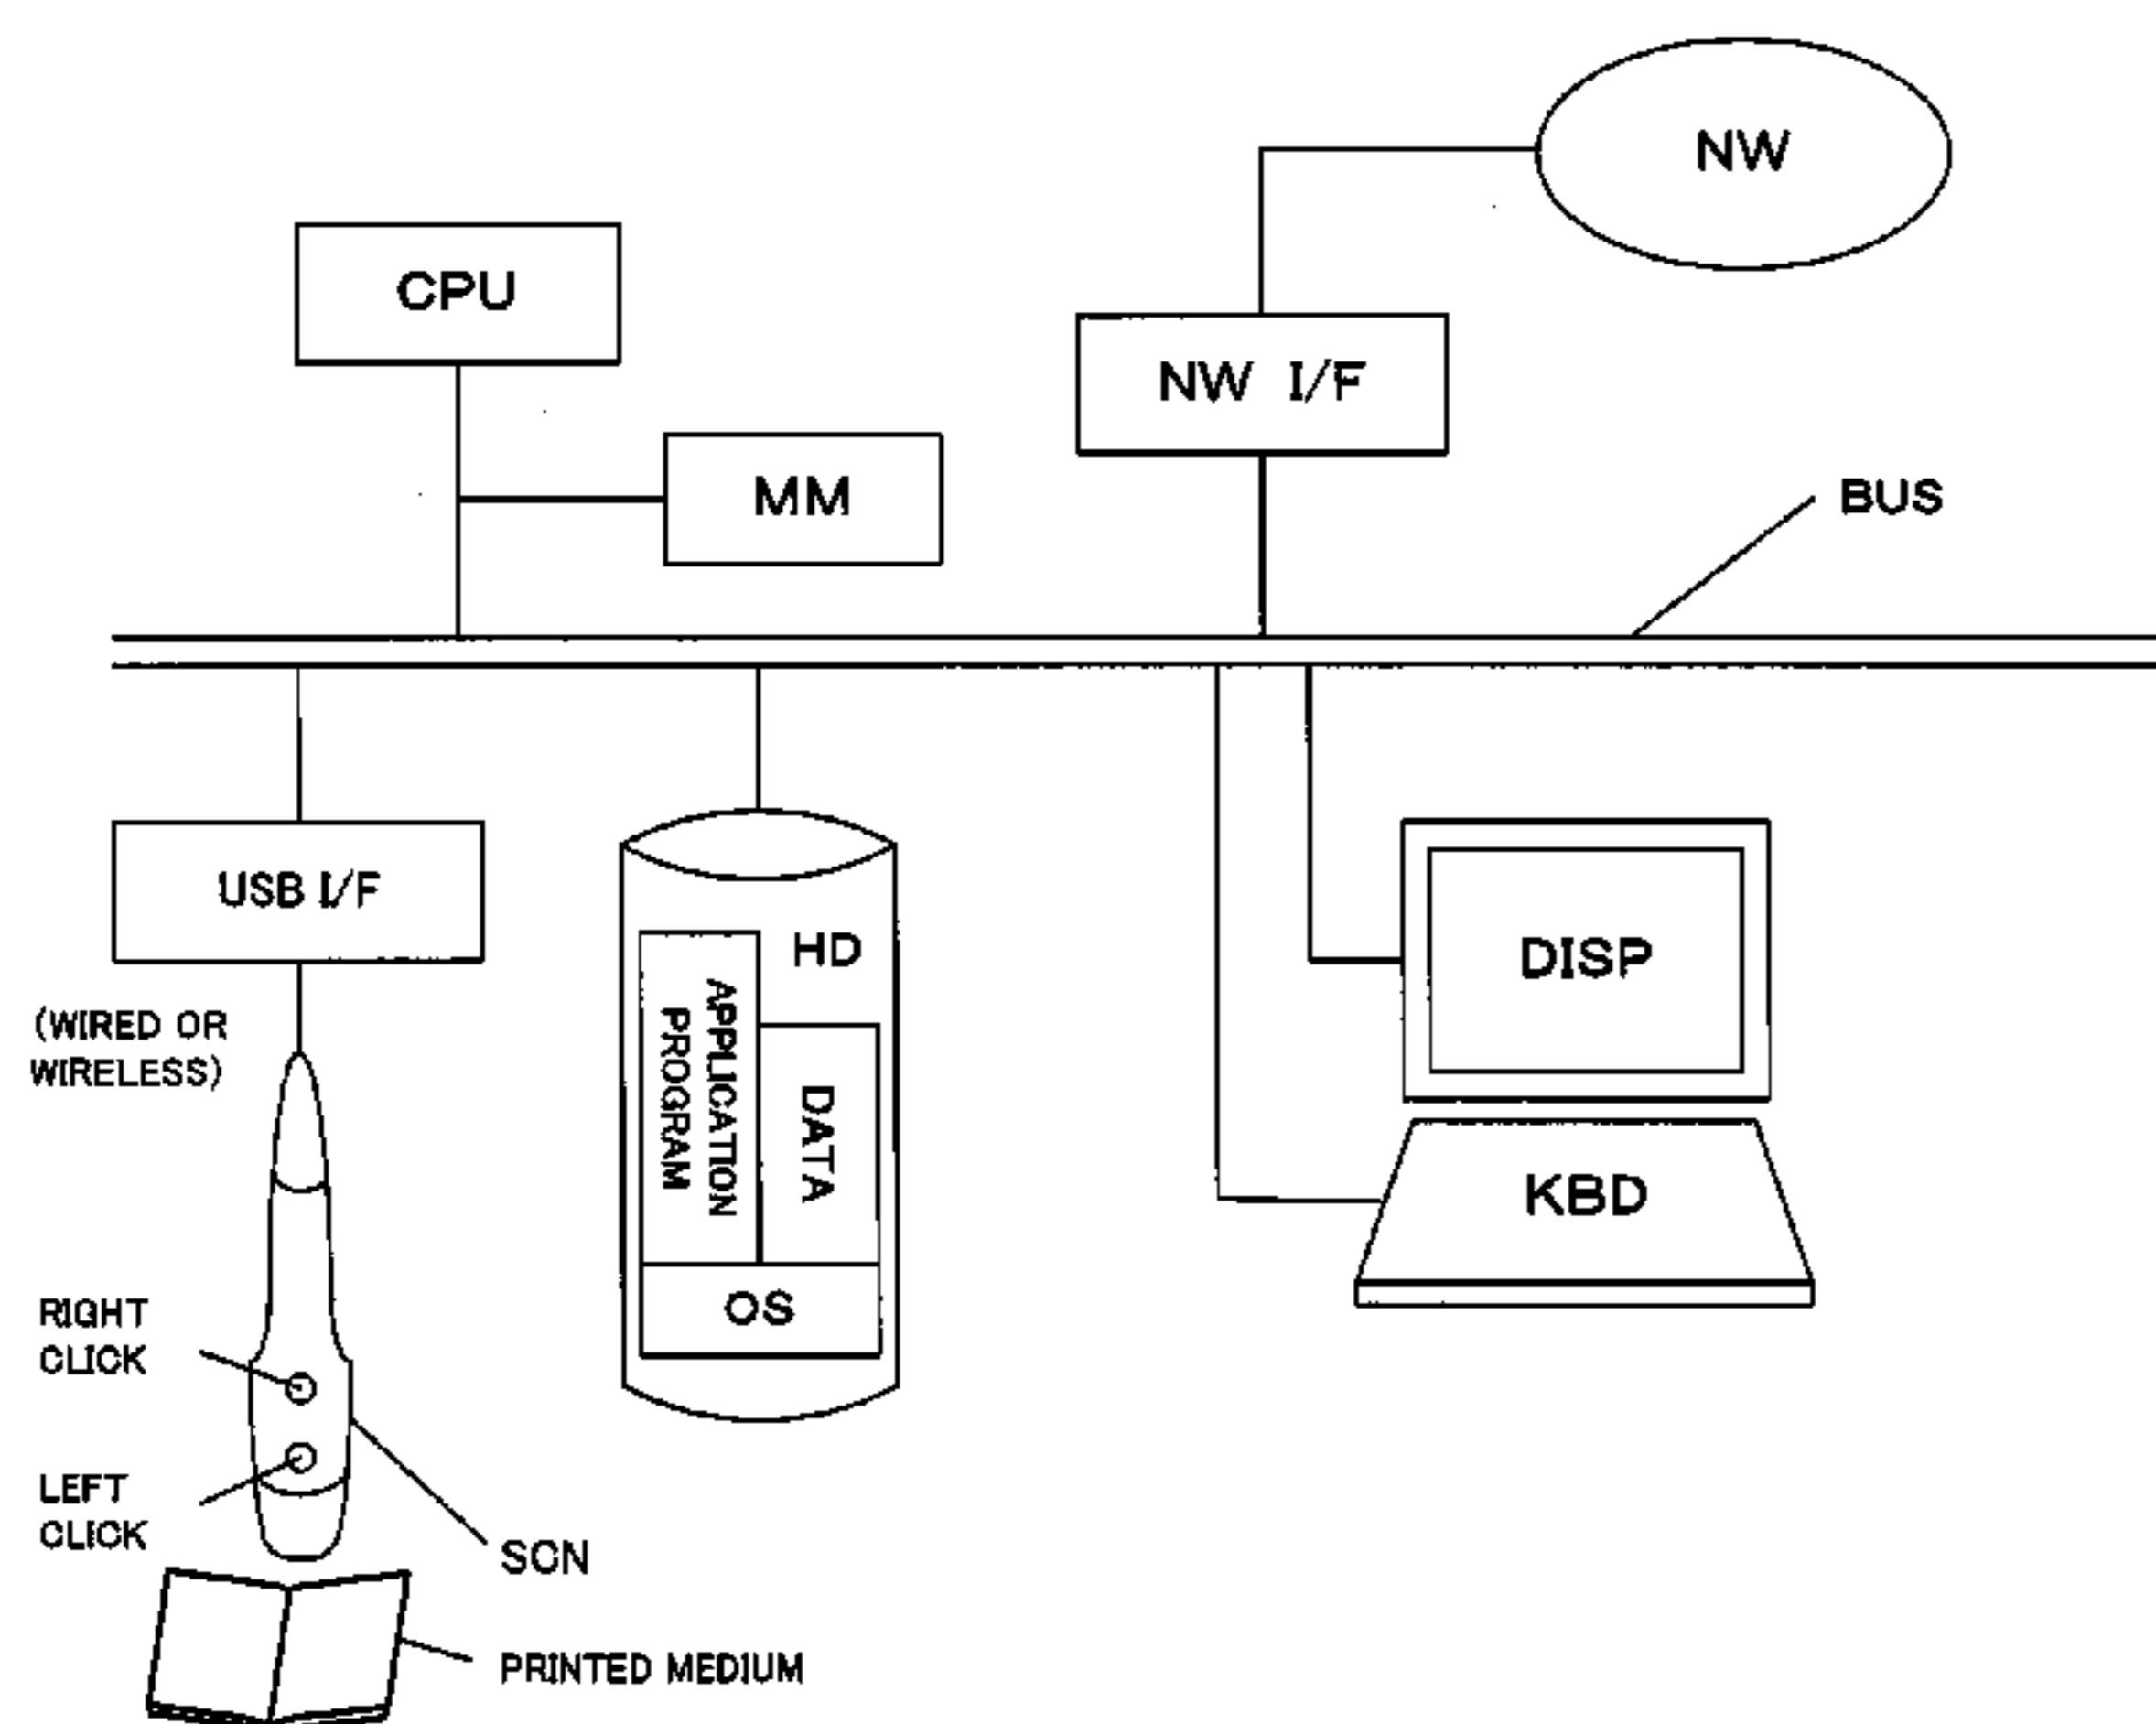 NW
CPU
NW I/F
MM
BUS
USB I/F
HD
DISP
(WIRED OR
WIRELESS)
APPLICATION
PROGRAM
DATA
KBD
OS
RIGHT
CLICK
LEFT
CLICK
SCN
PRINTED MEDIUM